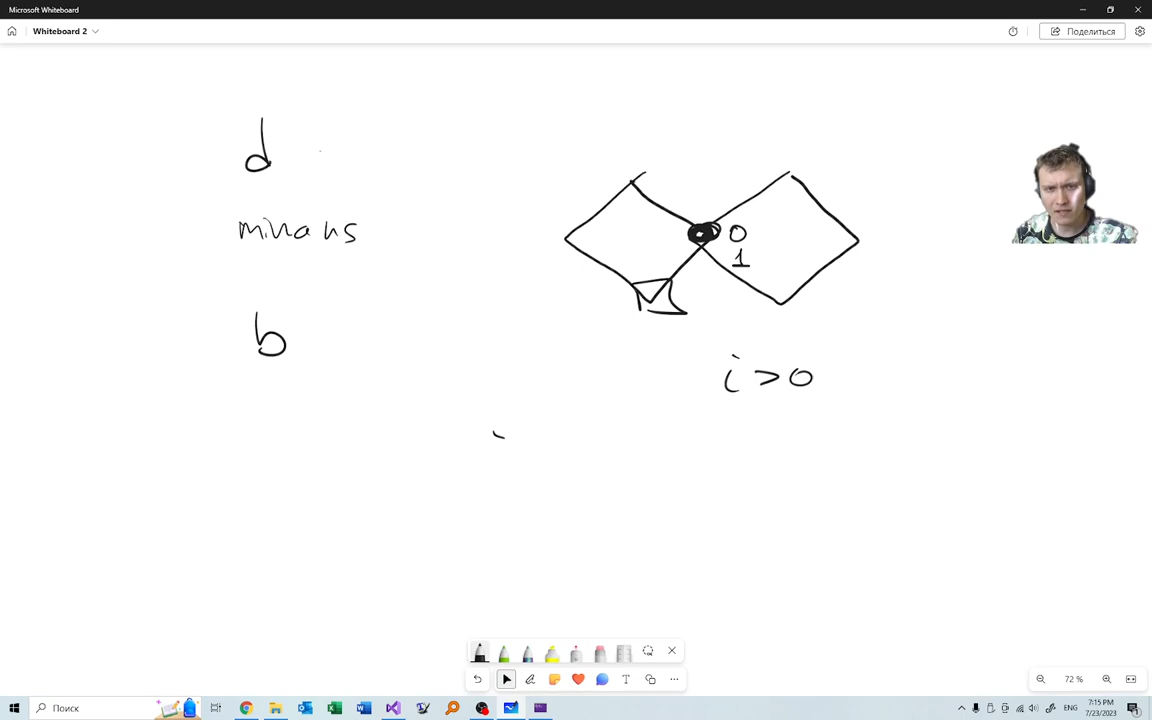 Microsoft Whiteboard
Whiteboard 2
Поделиться
d
minus
0
1
b
i > 0
72 %
Поиск
ENG
7:15 PM
7/23/2023